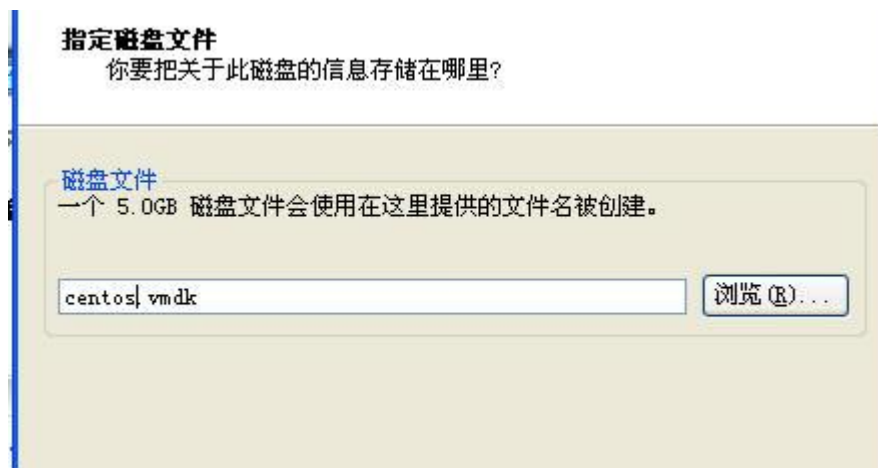 指定磁盘文件
你要把关于此磁盘的信息存储在哪里?
磁盘文件
一个 5.0GB 磁盘文件会使用在这里提供的文件名被创建。
centos.vmdk
浏览(R)...